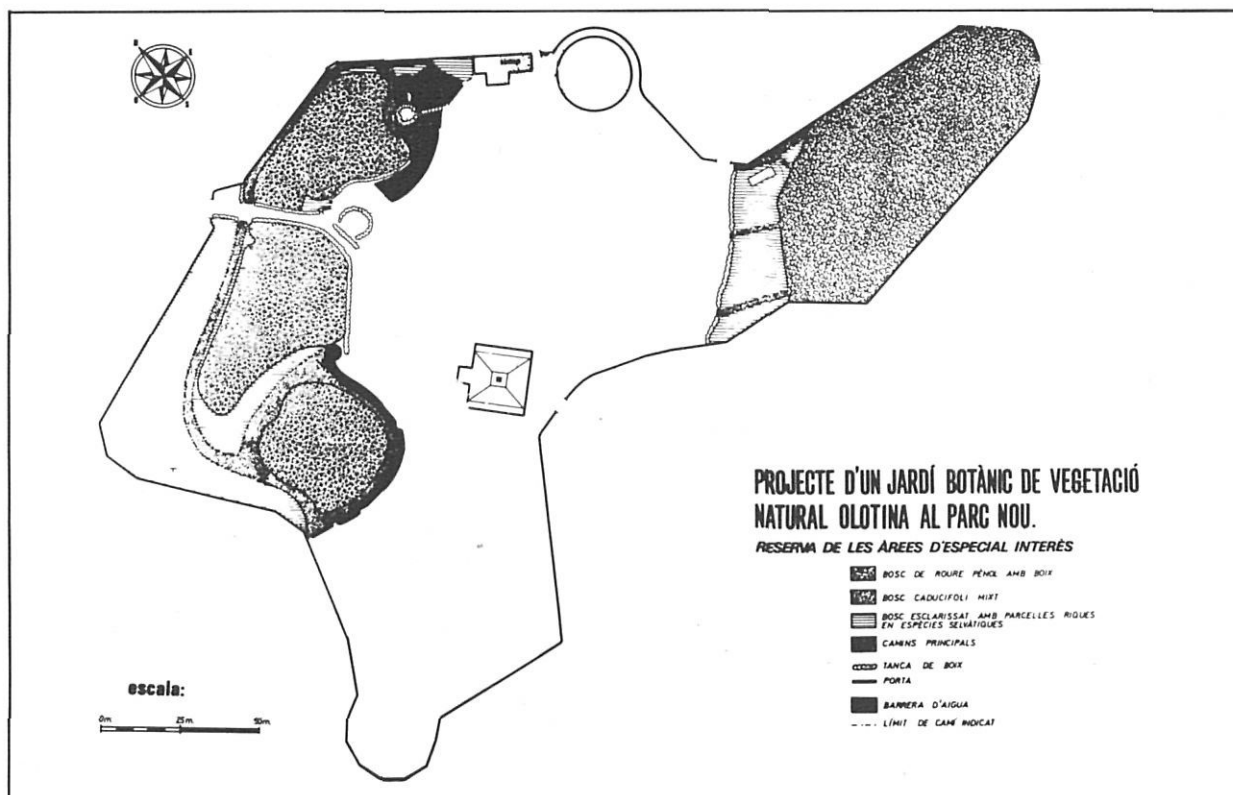 PROJECTE D'UN JARDÍ BOTÀNIC DE VEGETACIÓ
NATURAL OLOTINA AL PARC NOU.
RESERVA DE LES ÀREES D'ESPECIAL INTERÈS
BOSC DE ROURE PÈNOL AMB BOIX
BOSC CADUCIFOLI MIXT
BOSC ESCLARISSAT AMB PARCELLES RIQUES
EN ESPÈCIES SELVÀTIQUES
CAMINS PRINCIPALS
TANCA DE BOIX
PORTA
BARRERA D'AIGUA
LÍMIT DE CAMÍ INDICAT
escala:
0m 25m 50m